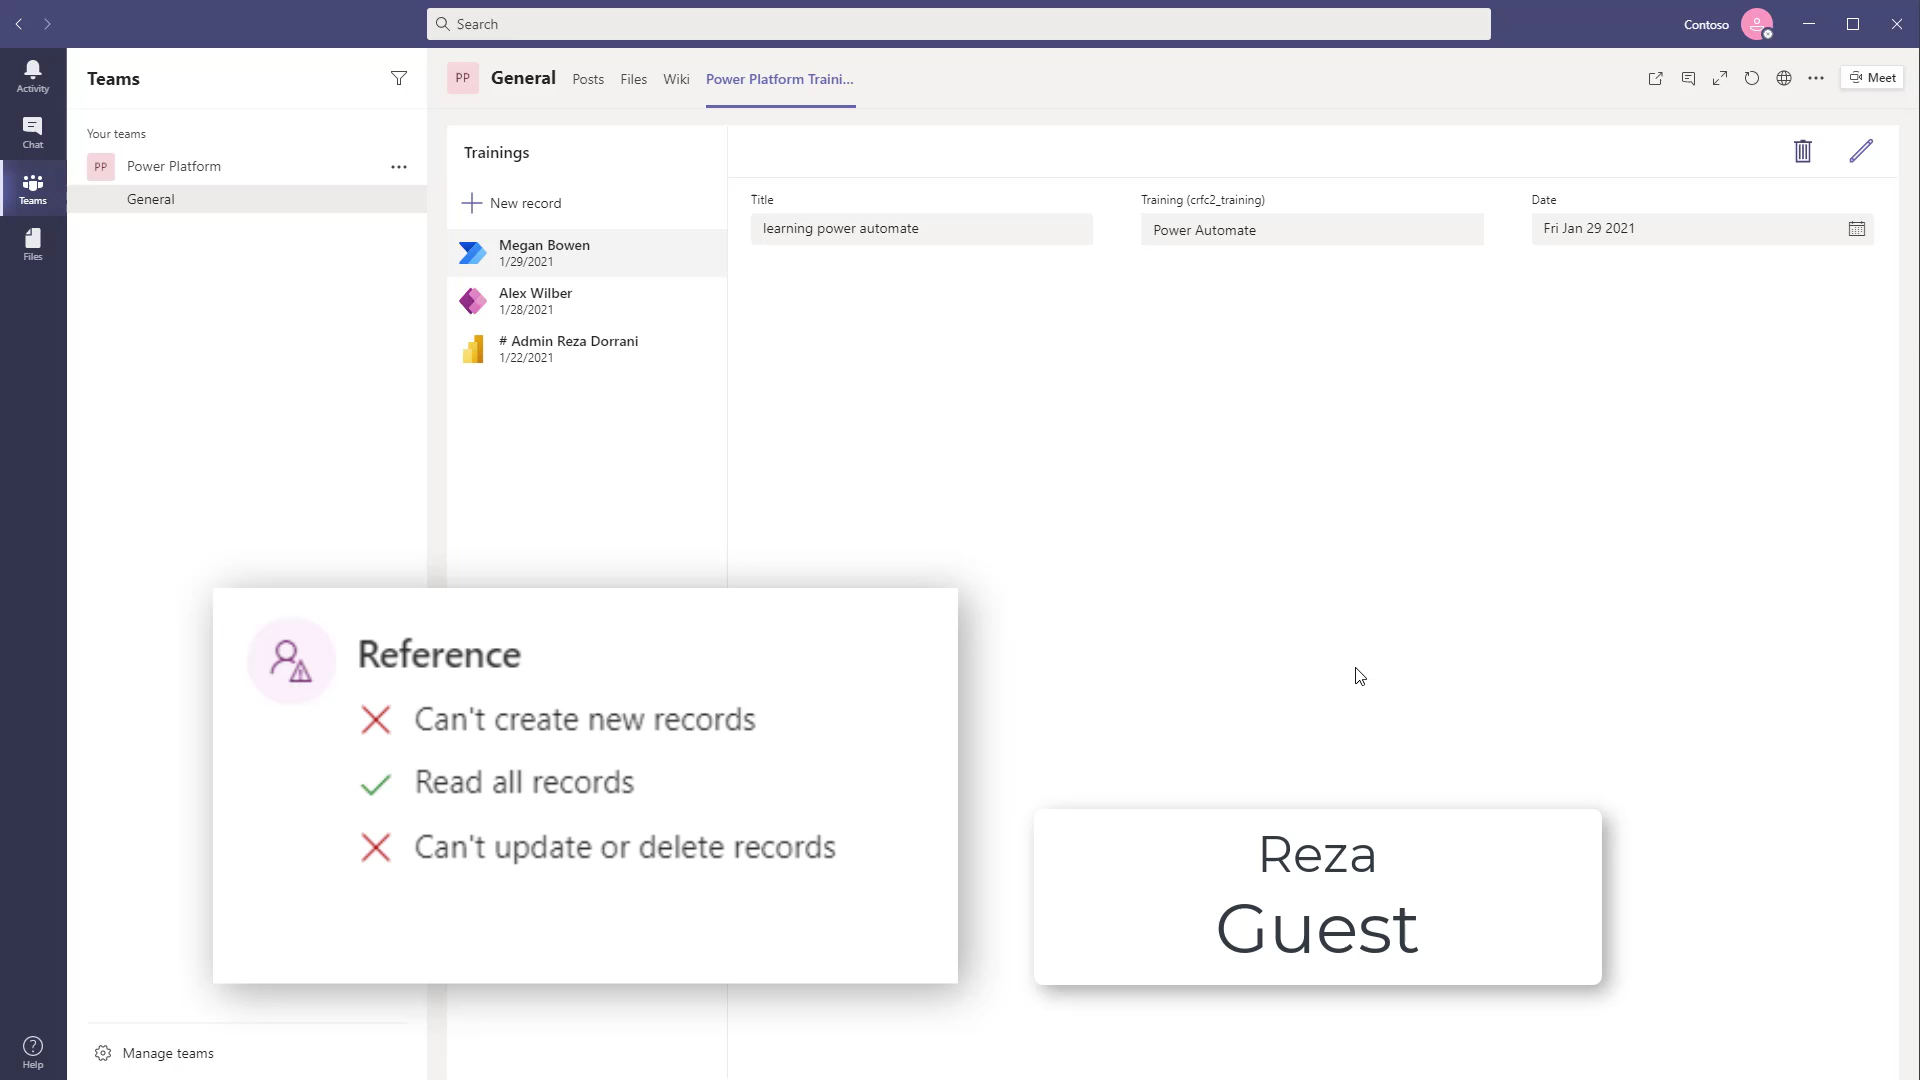 Search
Contoso
Activity
Chat
Teams
Files
Help
Teams
Your teams
PP Power Platform
General
Manage teams
PP General Posts Files Wiki Power Platform Traini...
Meet
Trainings
New record
Megan Bowen
1/29/2021
Alex Wilber
1/28/2021
# Admin Reza Dorrani
1/22/2021
Title
learning power automate
Training (crfc2_training)
Power Automate
Date
Fri Jan 29 2021
Reference
Can't create new records
Read all records
Can't update or delete records
Reza
Guest